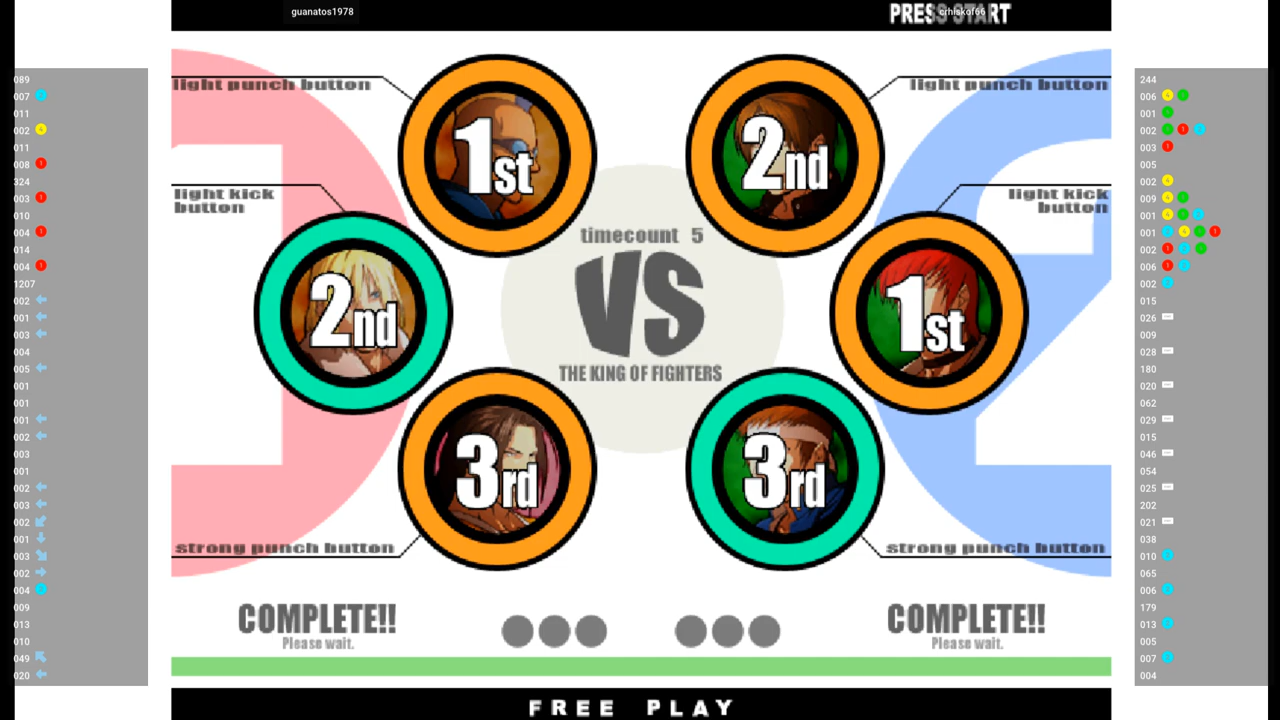 guanatos1978
PRESS START
crhiskof66
light punch button
light punch button
1st
2nd
light kick
button
light kick
button
timecount 5
VS
THE KING OF FIGHTERS
2nd
1st
3rd
3rd
strong punch button
strong punch button
COMPLETE!!
Please wait.
COMPLETE!!
Please wait.
FREE PLAY
089
007
011
002
011
008
324
003
010
004
014
004
1207
002
001
003
004
005
001
001
001
002
003
001
002
003
002
001
003
002
004
009
013
010
049
020
244
006
001
002
003
005
002
009
001
001
002
006
002
015
026
009
028
180
020
062
029
015
046
054
025
202
021
038
010
065
006
179
013
005
007
004